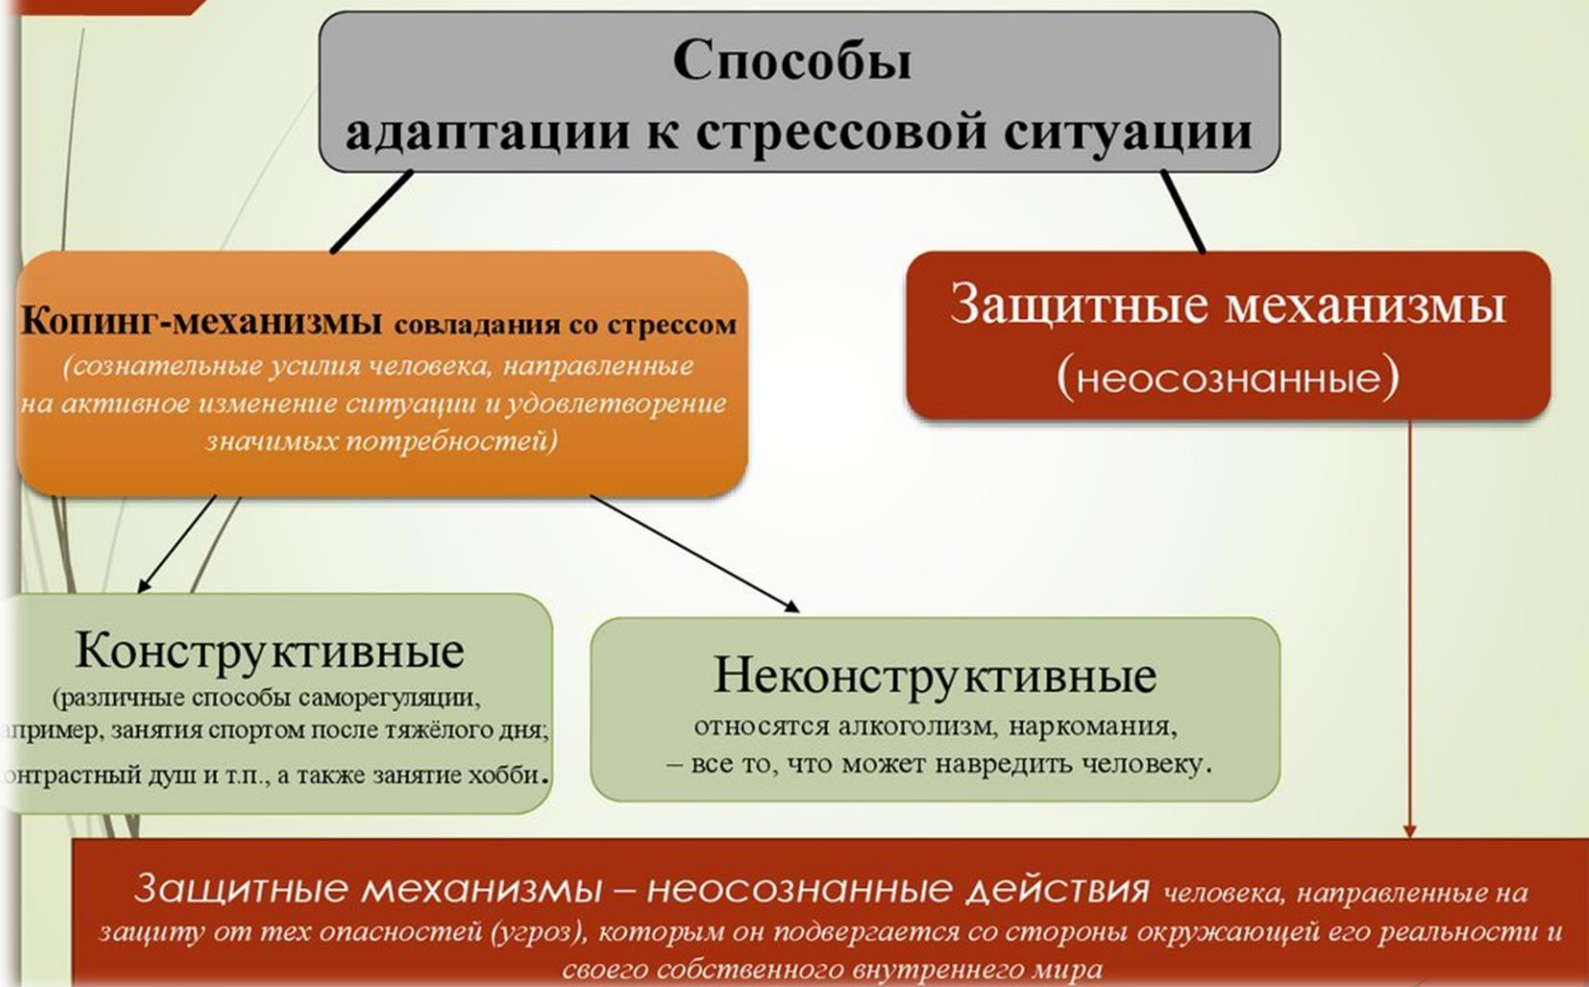 Способы
адаптации к стрессовой ситуации
Копинг-механизмы совладания со стрессом
(сознательные усилия человека, направленные
на активное изменение ситуации и удовлетворение
значимых потребностей)
Защитные механизмы
(неосознанные)
Конструктивные
(различные способы саморегуляции,
апример, занятия спортом после тяжёлого дня;
онтрастный душ и т.п., а также занятие хобби.
Неконструктивные
относятся алкоголизм, наркомания,
– все то, что может навредить человеку.
Защитные механизмы – неосознанные действия человека, направленные на
защиту от тех опасностей (угроз), которым он подвергается со стороны окружающей его реальности и
своего собственного внутреннего мира